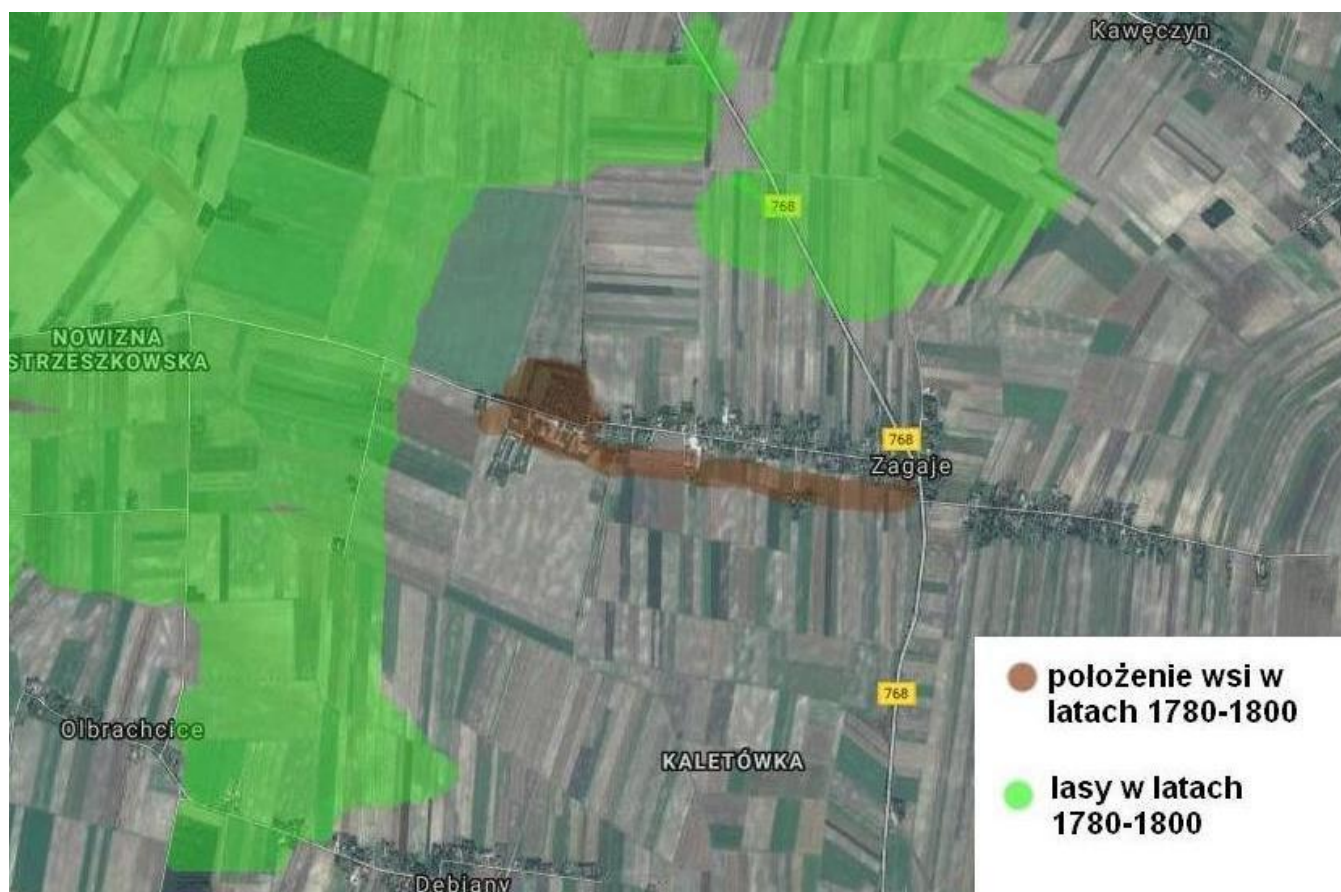 Kawęczyn
768
NOWIZNA
STRZESZKOWSKA
768
Zagaje
768
Olbrachcice
KALETÓWKA
Dębiany
położenie wsi w
latach 1780-1800
lasy w latach
1780-1800